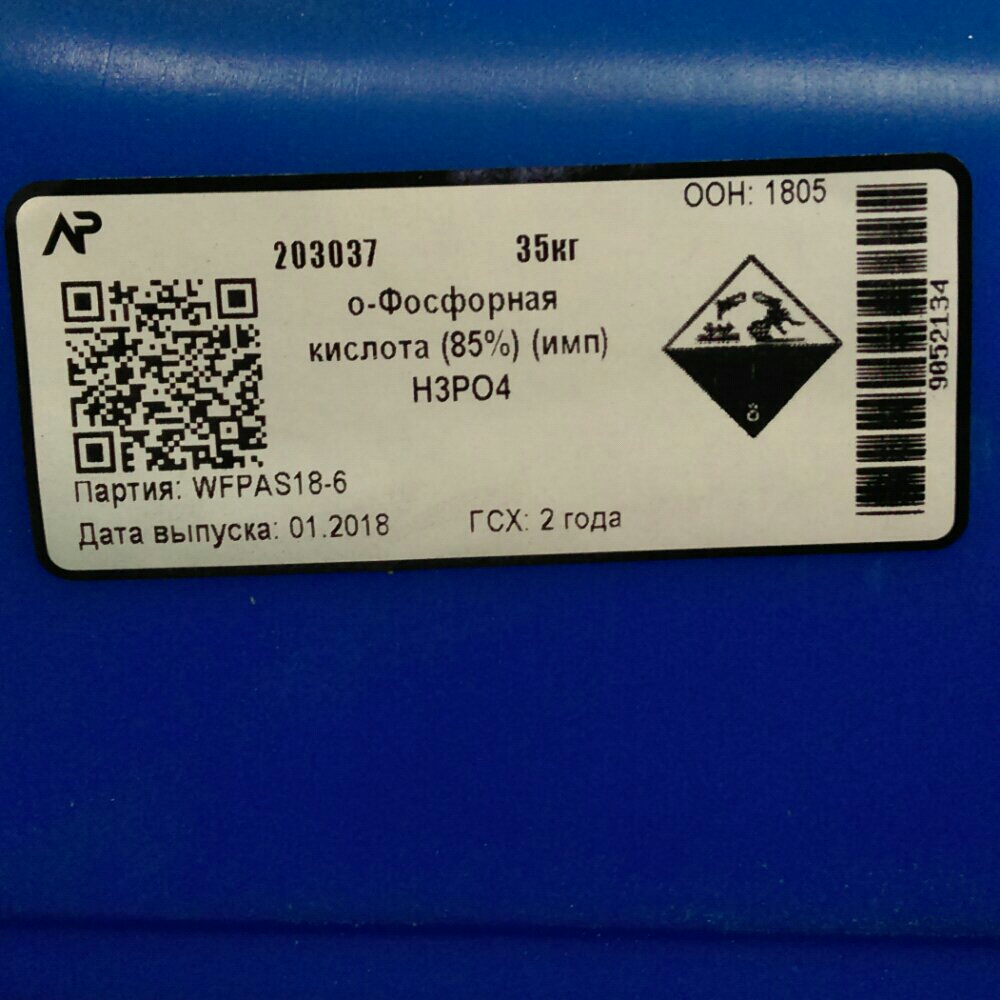 AP
ООН: 1805
203037 35кг
о-Фосфорная
кислота (85%) (имп)
H3PO4
8
9052134
Партия: WFPAS18-6
Дата выпуска: 01.2018 ГСХ: 2 года